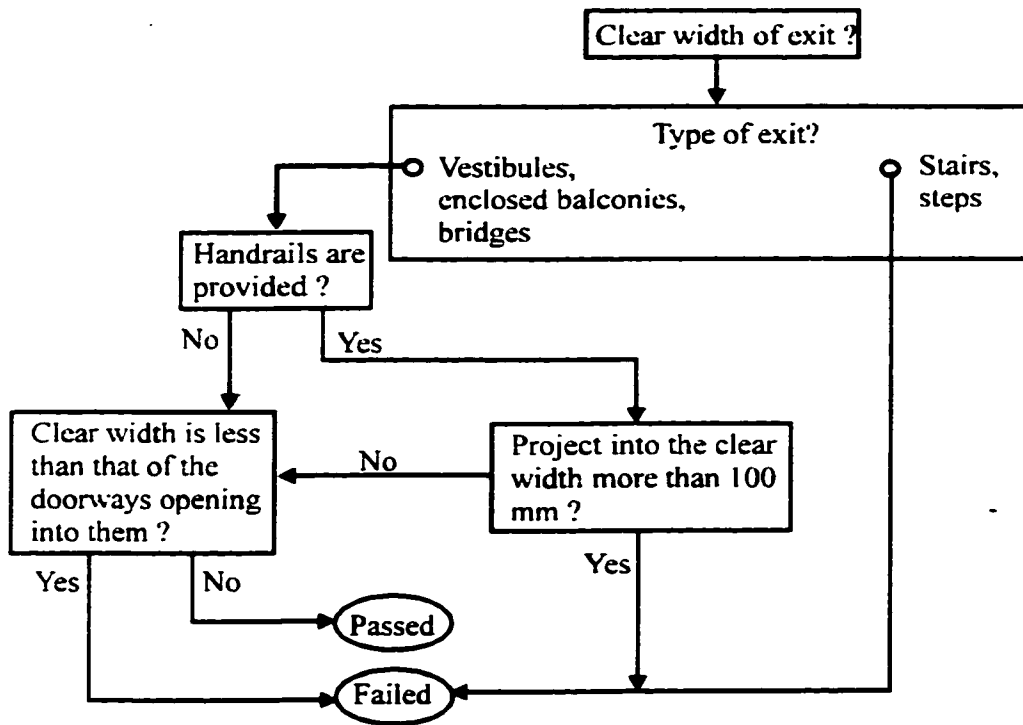 Clear width of exit ?
Type of exit?
Vestibules,
enclosed balconies,
bridges
Stairs,
steps
Handrails are
provided ?
No
Yes
Clear width is less
than that of the
doorways opening
into them ?
No
Project into the clear
width more than 100
mm ?
Yes
No
Yes
Passed
Failed